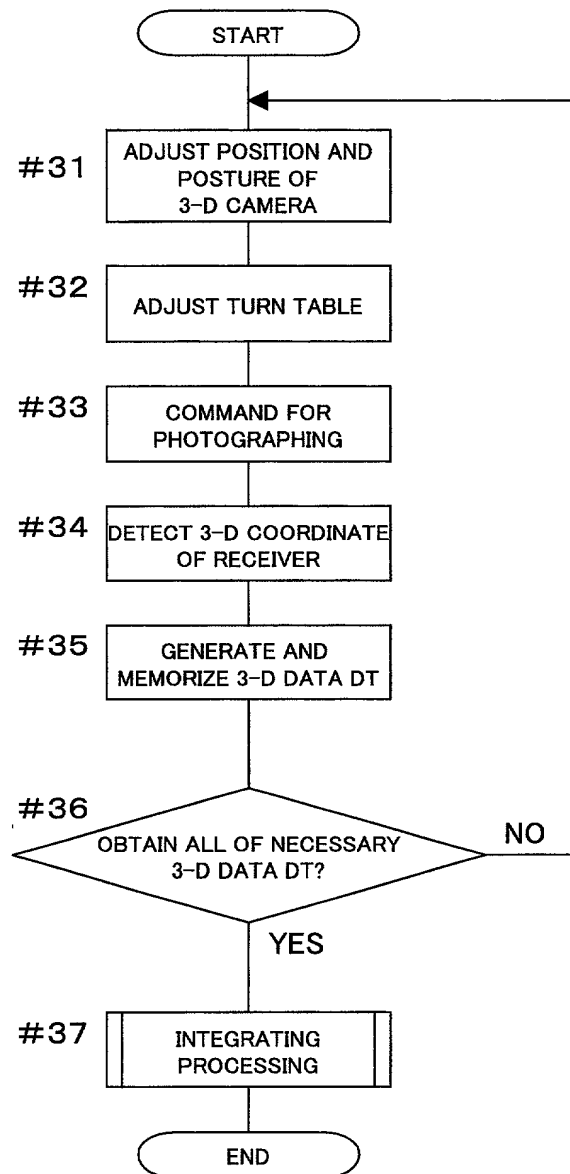 START
#31
ADJUST POSITION AND
POSTURE OF
3-D CAMERA
#32
ADJUST TURN TABLE
#33
COMMAND FOR
PHOTOGRAPHING
#34
DETECT 3-D COORDINATE
OF RECEIVER
#35
GENERATE AND
MEMORIZE 3-D DATA DT
#36
OBTAIN ALL OF NECESSARY
3-D DATA DT?
NO
YES
#37
INTEGRATING
PROCESSING
END